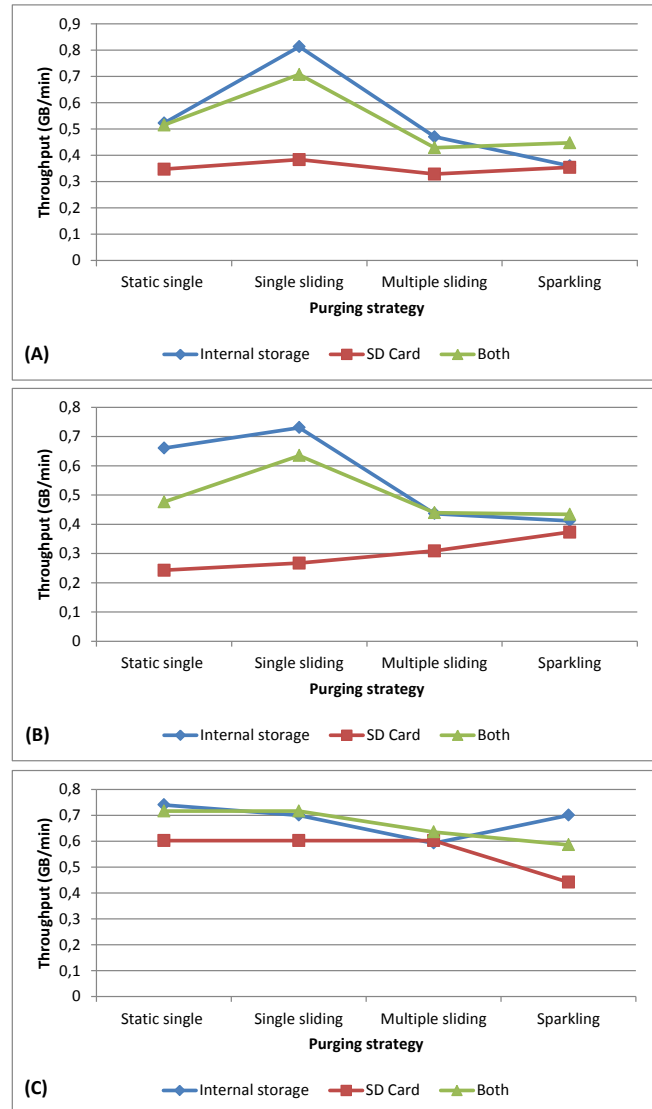 0,9
0,8
0,7
0,6
0,5
0,4
0,3
0,2
0,1
0
Throughput (GB/min)
Static single Single sliding Multiple sliding Sparkling
Purging strategy
(A)
Internal storage SD Card Both
0,8
0,7
0,6
0,5
0,4
0,3
0,2
0,1
0
Throughput (GB/min)
Static single Single sliding Multiple sliding Sparkling
Purging strategy
(B)
Internal storage SD Card Both
0,8
0,7
0,6
0,5
0,4
0,3
0,2
0,1
0
Throughput (GB/min)
Static single Single sliding Multiple sliding Sparkling
Purging strategy
(C)
Internal storage SD Card Both